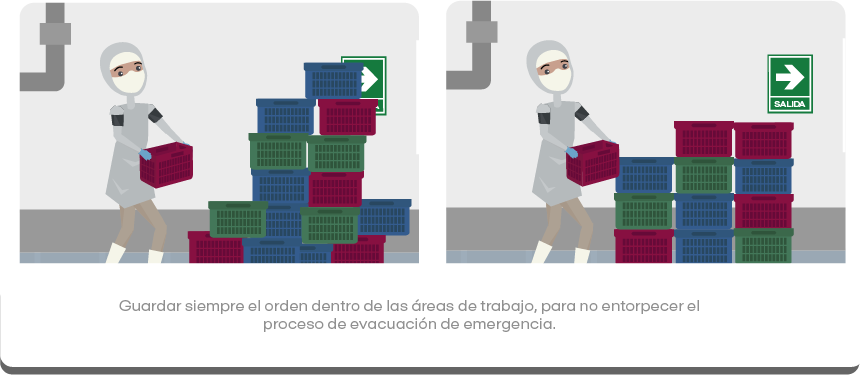 SALIDA
Guardar siempre el orden dentro de las áreas de trabajo, para no entorpecer el
proceso de evacuación de emergencia.